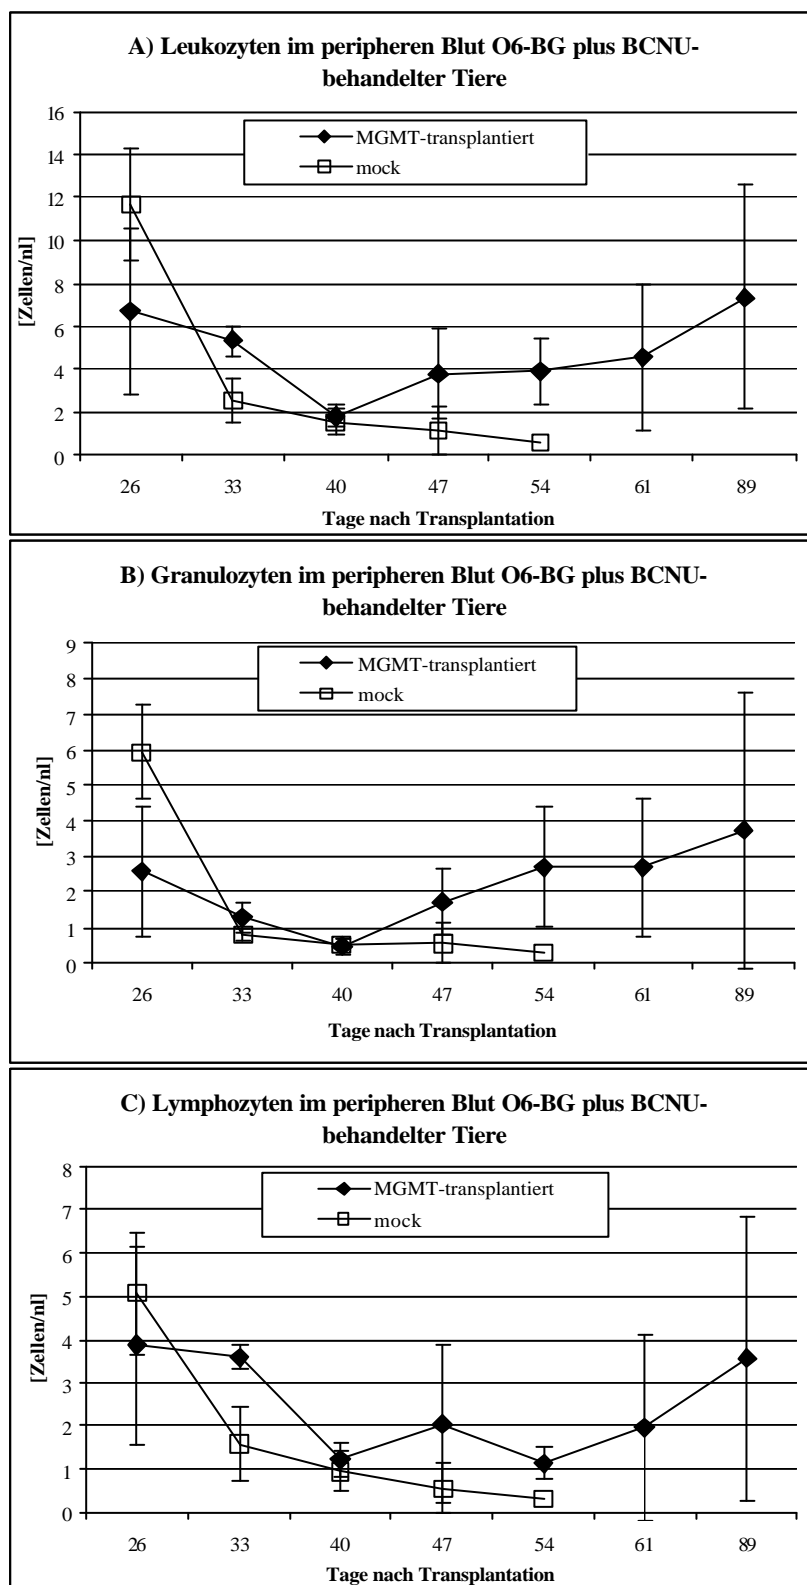 A) Leukozyten im peripheren Blut O6-BG plus BCNU-
behandelter Tiere
16
14
12
10
8
6
4
2
0
[Zellen/nl]
MGMT-transplantiert
mock
26 33 40 47 54 61 89
Tage nach Transplantation
B) Granulozyten im peripheren Blut O6-BG plus BCNU-
behandelter Tiere
9
8
7
6
5
4
3
2
1
0
[Zellen/nl]
MGMT-transplantiert
mock
26 33 40 47 54 61 89
Tage nach Transplantation
C) Lymphozyten im peripheren Blut O6-BG plus BCNU-
behandelter Tiere
8
7
6
5
4
3
2
1
0
[Zellen/nl]
MGMT-transplantiert
mock
26 33 40 47 54 61 89
Tage nach Transplantation